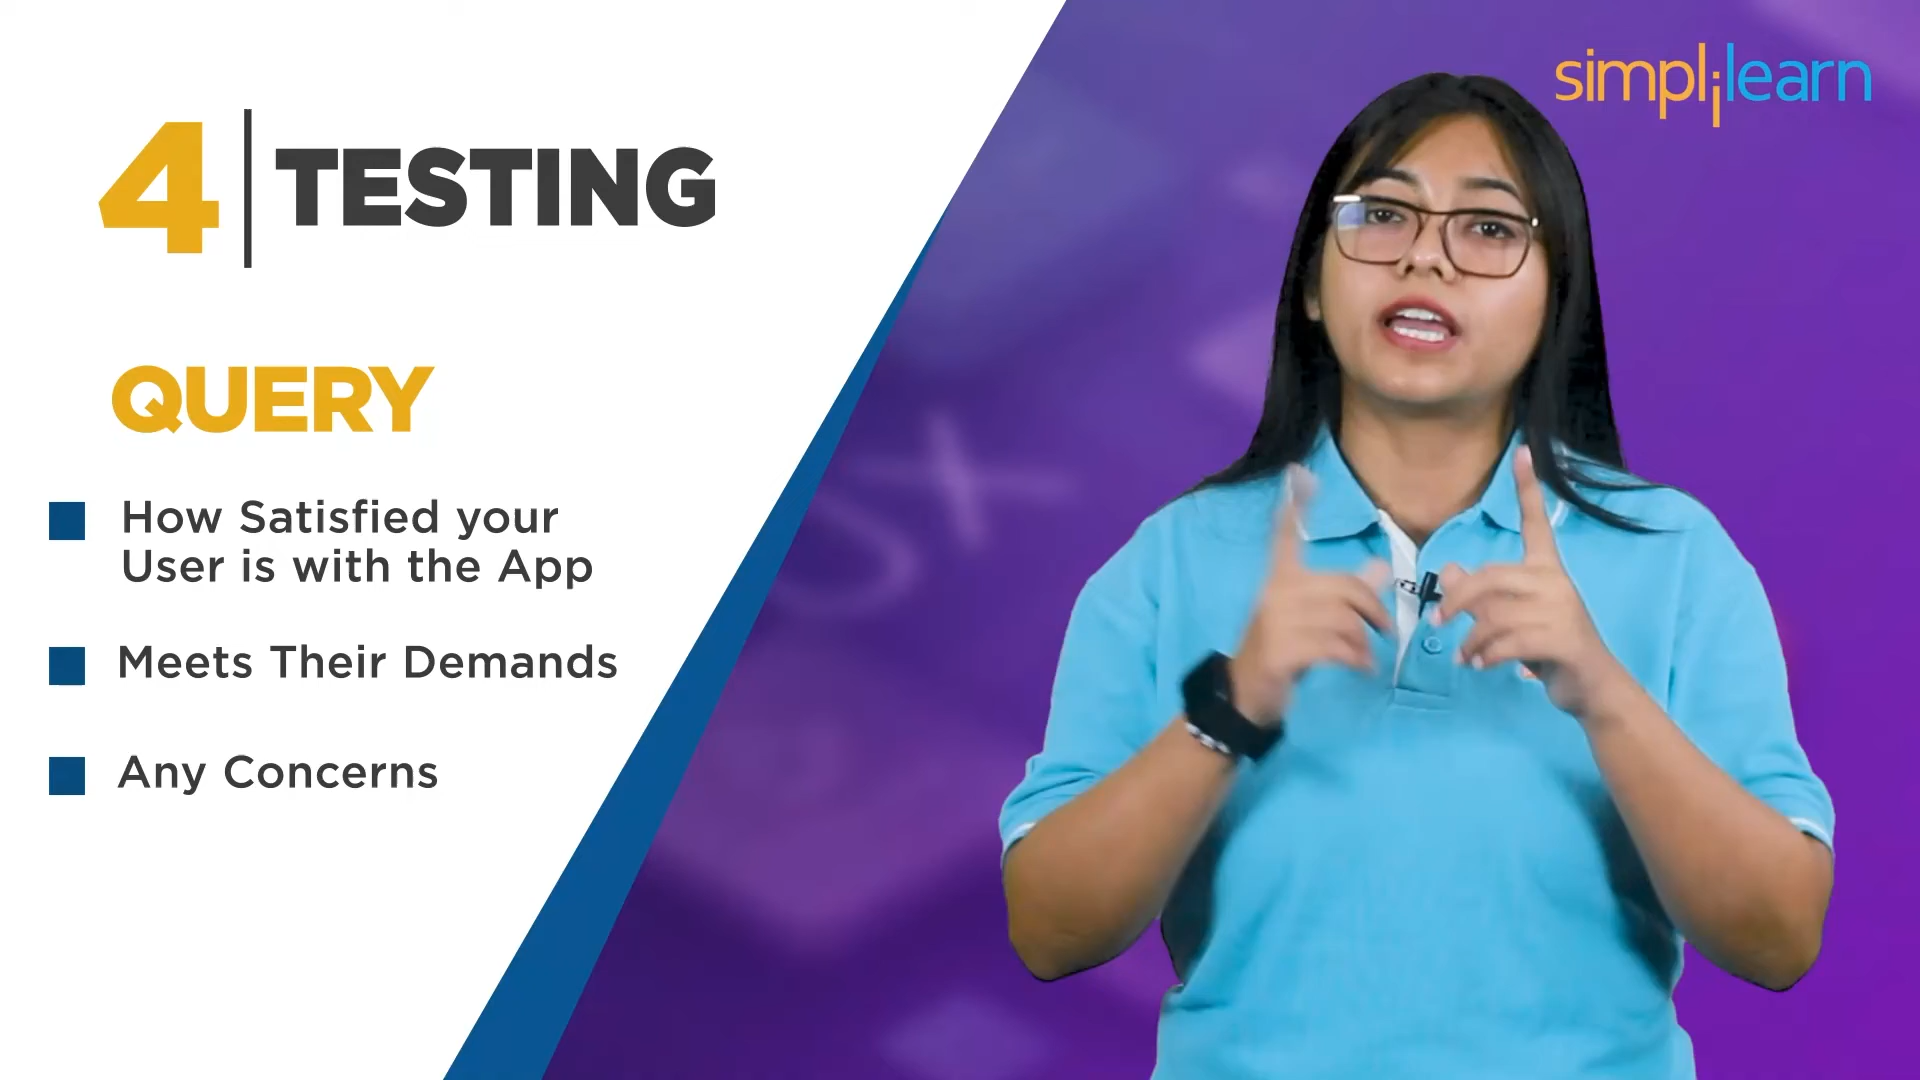 simplilearn
4 TESTING
QUERY
How Satisfied your
User is with the App
Meets Their Demands
Any Concerns